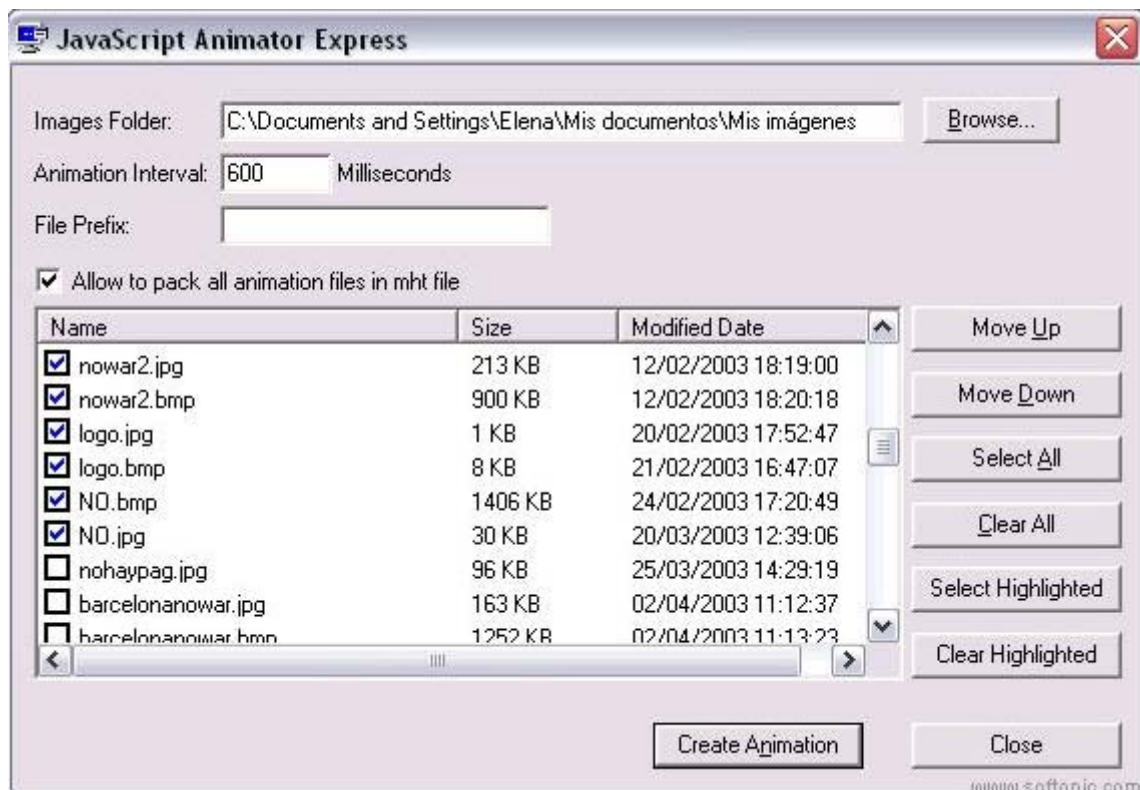 JavaScript Animator Express
Images Folder: C:\Documents and Settings\Elena\Mis documentos\Mis imágenes Browse...
Animation Interval: 600 Milliseconds
File Prefix:
Allow to pack all animation files in mht file
Name Size Modified Date Move Up
nowar2.jpg 213 KB 12/02/2003 18:19:00
nowar2.bmp 900 KB 12/02/2003 18:20:18 Move Down
logo.jpg 1 KB 20/02/2003 17:52:47
logo.bmp 8 KB 21/02/2003 16:47:07 Select All
NO.bmp 1406 KB 24/02/2003 17:20:49
NO.jpg 30 KB 20/03/2003 12:39:06 Clear All
nohaypag.jpg 96 KB 25/03/2003 14:29:19
barcelonanowar.jpg 163 KB 02/04/2003 11:12:37 Select Highlighted
barcelonanowar.bmp 1252 KB 02/04/2003 11:13:23
Clear Highlighted
Create Animation Close
www.softonic.com